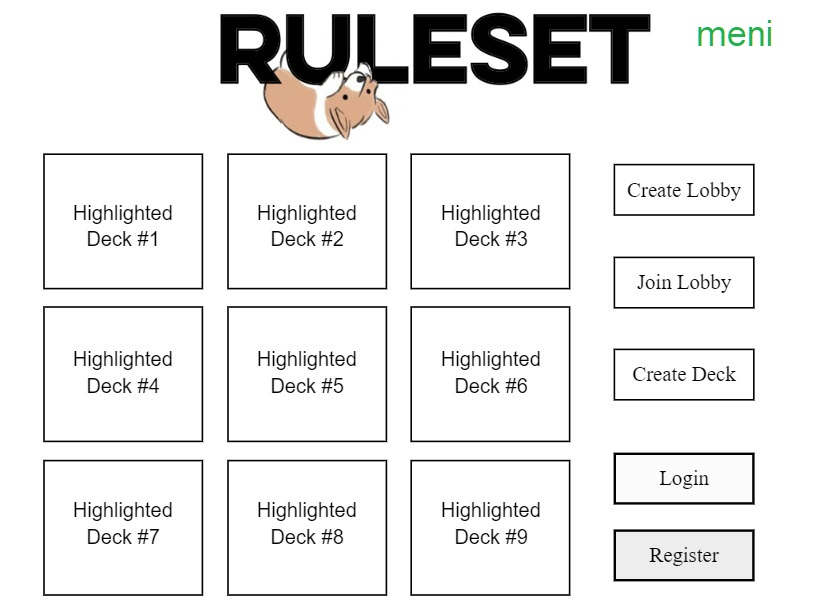 RULESET
meni
Highlighted
Deck #1
Highlighted
Deck #2
Highlighted
Deck #3
Create Lobby
Join Lobby
Highlighted
Deck #4
Highlighted
Deck #5
Highlighted
Deck #6
Create Deck
Highlighted
Deck #7
Highlighted
Deck #8
Highlighted
Deck #9
Login
Register